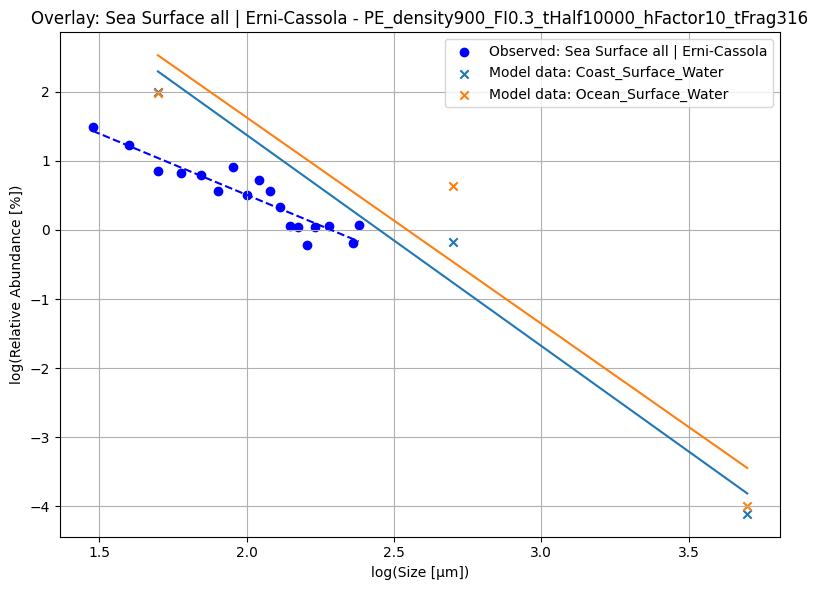 Overlay: Sea Surface all | Erni-Cassola - PE_density900_FI0.3_tHalf10000_hFactor10_tFrag316
Observed: Sea Surface all | Erni-Cassola
Model data: Coast_Surface_Water
Model data: Ocean_Surface_Water
log(Relative Abundance [%])
2
1
0
−1
−2
−3
−4
1.5
2.0
2.5
3.0
3.5
log(Size [μm])